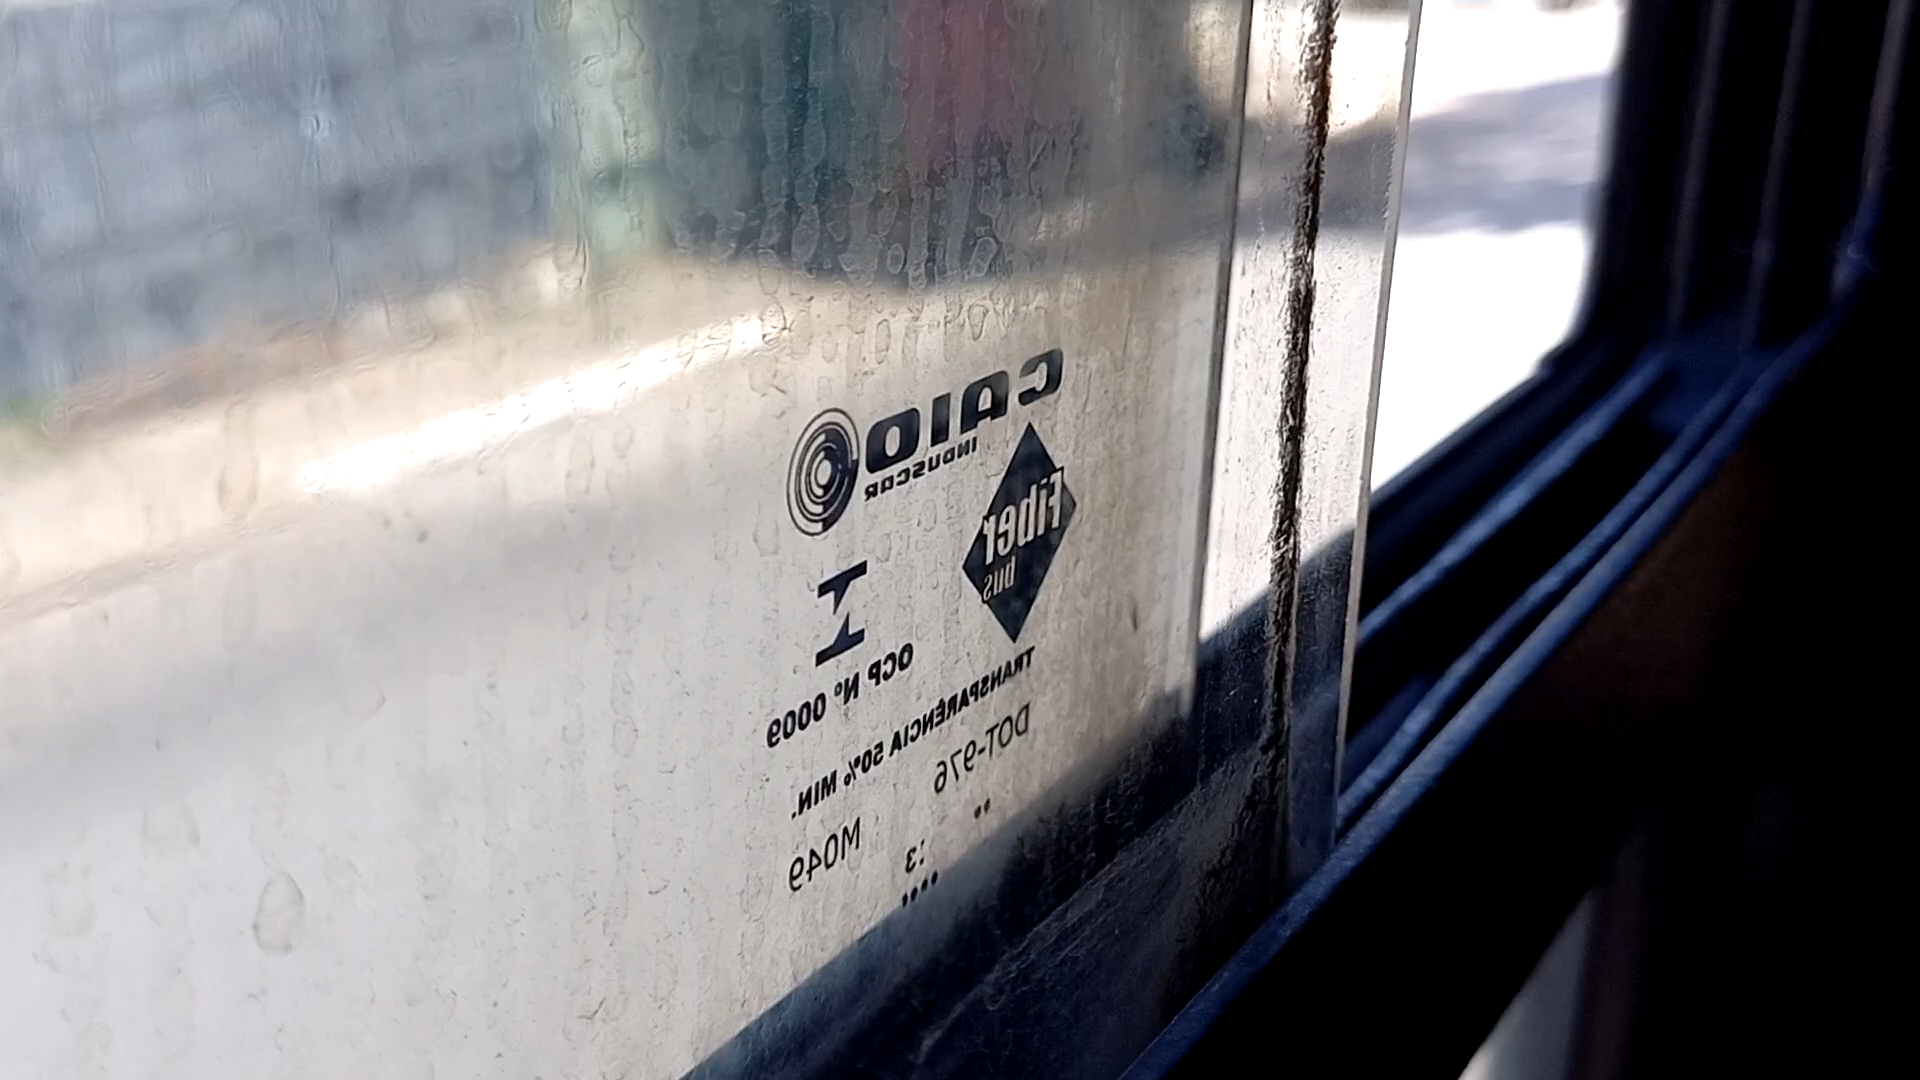 CAIO
INDUSCAR
Fiber
bus
OCP Nº 0009
TRANSPARÊNCIA 50% MIN.
DOT-976
M049